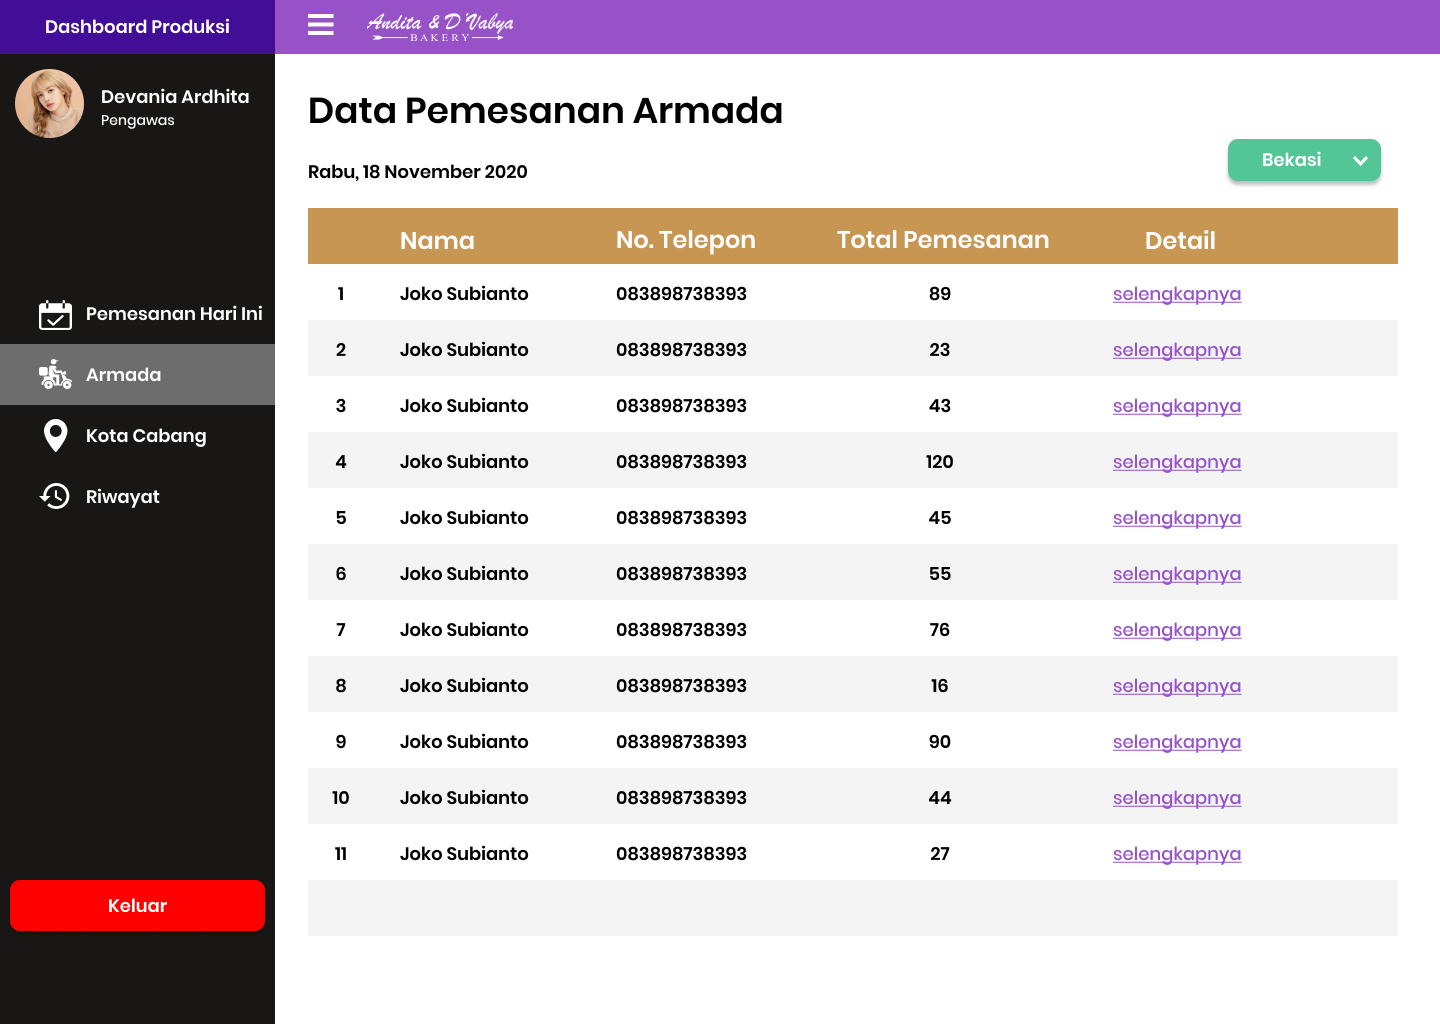 Dashboard Produksi
Andita & D'Vabya
BAKERY
Devania Ardhita
Pengawas
Pemesanan Hari Ini
Armada
Kota Cabang
Riwayat
Keluar
Data Pemesanan Armada
Rabu, 18 November 2020
Bekasi
Nama No. Telepon Total Pemesanan Detail
1 Joko Subianto 083898738393 89 selengkapnya
2 Joko Subianto 083898738393 23 selengkapnya
3 Joko Subianto 083898738393 43 selengkapnya
4 Joko Subianto 083898738393 120 selengkapnya
5 Joko Subianto 083898738393 45 selengkapnya
6 Joko Subianto 083898738393 55 selengkapnya
7 Joko Subianto 083898738393 76 selengkapnya
8 Joko Subianto 083898738393 16 selengkapnya
9 Joko Subianto 083898738393 90 selengkapnya
10 Joko Subianto 083898738393 44 selengkapnya
11 Joko Subianto 083898738393 27 selengkapnya